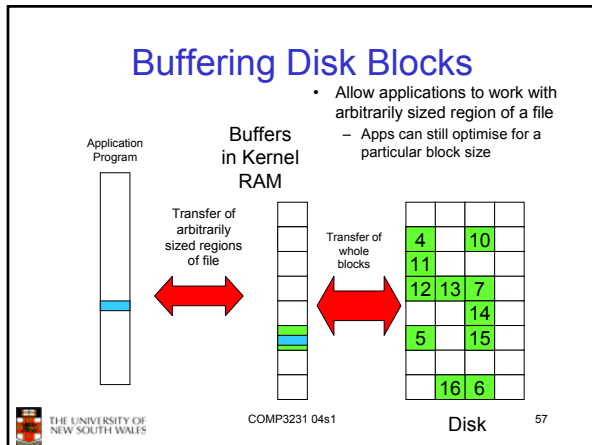 Buffering Disk Blocks
• Allow applications to work with
arbitrarily sized region of a file
– Apps can still optimise for a
particular block size
Application
Program
Buffers
in Kernel
RAM
Transfer of
arbitrarily
sized regions
of file
Transfer of
whole
blocks
4 10
11
12 13 7
14
5 15
16 6
Disk
THE UNIVERSITY OF
NEW SOUTH WALES
COMP3231 04s1
57